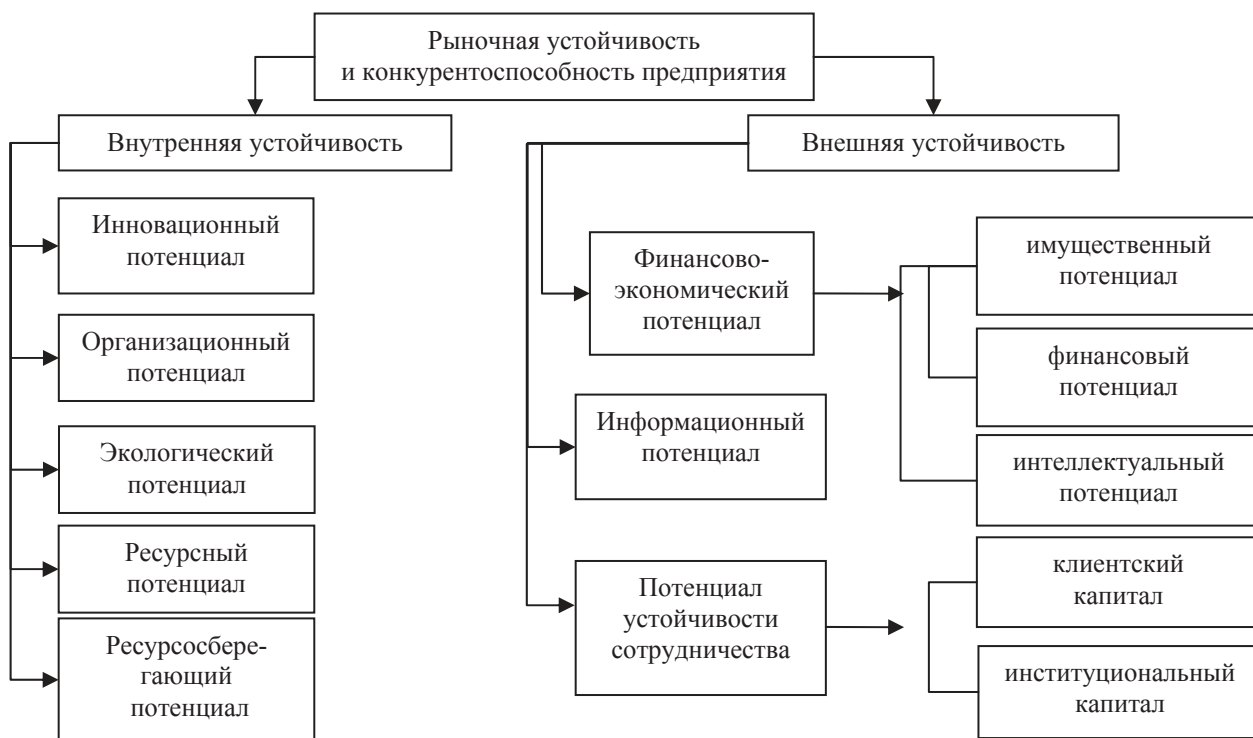 Рыночная устойчивость
и конкурентоспособность предприятия
Внутренняя устойчивость
Внешняя устойчивость
Инновационный
потенциал
Организационный
потенциал
Экологический
потенциал
Ресурсный
потенциал
Ресурсосбере-
гающий
потенциал
Финансово-
экономический
потенциал
Информационный
потенциал
Потенциал
устойчивости
сотрудничества
имущественный
потенциал
финансовый
потенциал
интеллектуальный
потенциал
клиентский
капитал
институциональный
капитал